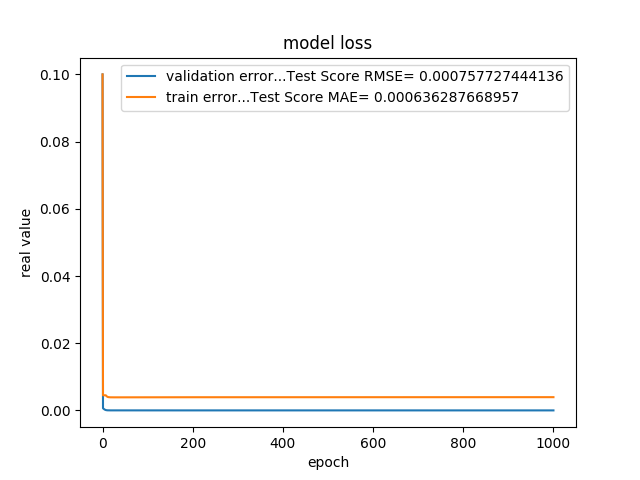 model loss
validation error...Test Score RMSE= 0.000757727444136
train error...Test Score MAE= 0.000636287668957
real value
0.10
0.08
0.06
0.04
0.02
0.00
0 200 400 600 800 1000
epoch